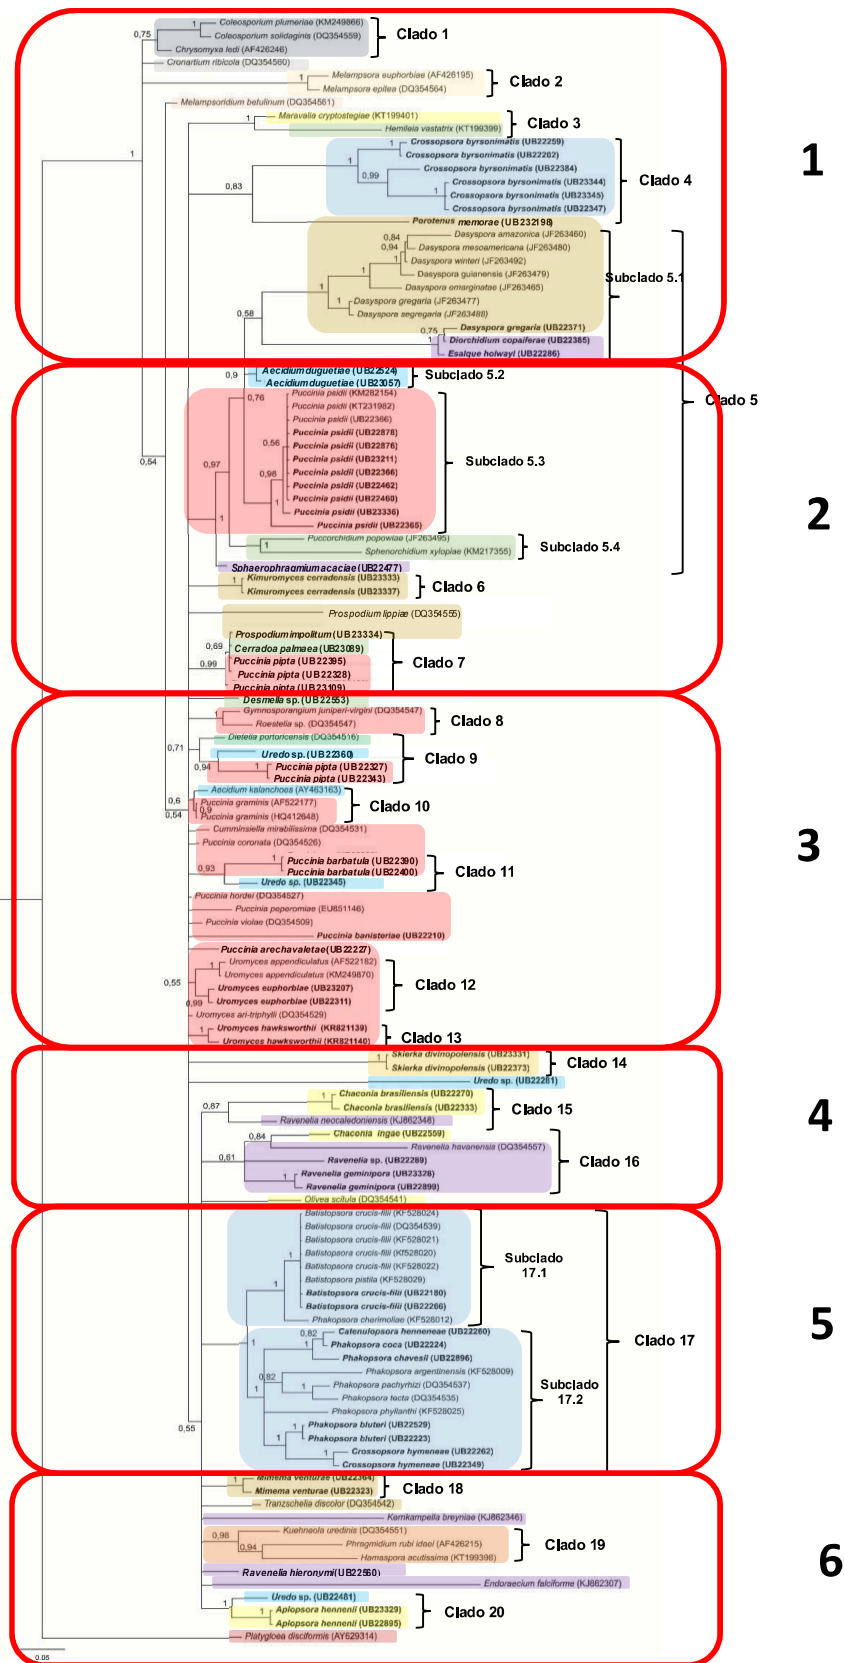 Coleosporium plumeriae (KM249866)
Coleosporium solidaginis (DQ354559)
Chrysomyxa ledi (AF426246)
Clado 1
Cronartium ribicola (DQ354560)
Melampsora euphorbiae (AF426195)
Melampsora epitea (DQ354564)
Clado 2
Melampsoridium betulinum (DQ354561)
Maravalia cryptostegiae (KT199401)
Hemileia vastatrix (KT199399)
Clado 3
Crossopsora byrsonimatis (UB22259)
Crossopsora byrsonimatis (UB22202)
Crossopsora byrsonimatis (UB22384)
Crossopsora byrsonimatis (UB23344)
Crossopsora byrsonimatis (UB23345)
Crossopsora byrsonimatis (UB22347)
Clado 4
Porotenus memorae (UB232198)
1
Dasyspora amazonica (JF263460)
Dasyspora mesoamericana (JF263480)
Dasyspora winteri (JF263492)
Dasyspora guianensis (JF263479)
Dasyspora emarginatae (JF263465)
Dasyspora gregaria (JF263477)
Dasyspora segregaria (JF263488)
Subclado 5.1
Dasyspora gregaria (UB22371)
Diorchidium copaiferae (UB22385)
Esalque holwayi (UB22286)
Aecidium duguetiae (UB22524)
Aecidium duguetiae (UB23057)
Subclado 5.2
Clado 5
Puccinia psidii (KM282154)
Puccinia psidii (KT231982)
Puccinia psidii (UB22366)
Puccinia psidii (UB22878)
Puccinia psidii (UB22876)
Puccinia psidii (UB23211)
Puccinia psidii (UB22366)
Puccinia psidii (UB22462)
Puccinia psidii (UB22460)
Puccinia psidii (UB23336)
Puccinia psidii (UB22365)
Subclado 5.3
2
Puccorchidium popowiae (JF263495)
Sphenorchidium xylopiae (KM217355)
Subclado 5.4
Sphaerophragmium acaciae (UB22477)
Kimuromyces cerradensis (UB23333)
Kimuromyces cerradensis (UB23337)
Clado 6
Prospodium lippiae (DQ354555)
Prospodium impolitum (UB23334)
Cerradoa palmaea (UB23089)
Puccinia pipta (UB22395)
Puccinia pipta (UB22328)
Puccinia pipta (UB23109)
Clado 7
Desmella sp. (UB22553)
Gymnosporangium juniperi-virgini (DQ354547)
Roestelia sp. (DQ354547)
Clado 8
Dietelia portoricensis (DQ354516)
Uredo sp. (UB22360)
Puccinia pipta (UB22327)
Puccinia pipta (UB22343)
Clado 9
Aecidium kalanchoes (AY463163)
Puccinia graminis (AF522177)
Puccinia graminis (HQ412648)
Clado 10
Cumminsiella mirabilissima (DQ354531)
Puccinia coronata (DQ354526)
3
Puccinia barbatula (UB22390)
Puccinia barbatula (UB22400)
Uredo sp. (UB22345)
Clado 11
Puccinia hordei (DQ354527)
Puccinia peperomiae (EU851146)
Puccinia violae (DQ354509)
Puccinia banisteriae (UB22210)
Puccinia arechavaletae (UB22227)
Uromyces appendiculatus (AF522182)
Uromyces appendiculatus (KM249870)
Uromyces euphorbiae (UB23207)
Uromyces euphorbiae (UB22311)
Clado 12
Uromyces ari-triphylli (DQ354529)
Uromyces hawksworthii (KR821139)
Uromyces hawksworthii (KR821140)
Clado 13
Skierka divinopolensis (UB23331)
Skierka divinopolensis (UB22373)
Clado 14
Uredo sp. (UB22281)
Chaconia brasiliensis (UB22270)
Chaconia brasiliensis (UB22333)
Ravenelia neocaledoniensis (KJ862348)
Clado 15
4
Chaconia ingae (UB22559)
Ravenelia havanensis (DQ354557)
Ravenelia sp. (UB22289)
Ravenelia geminipora (UB23328)
Ravenelia geminipora (UB22899)
Clado 16
Olivea scitula (DQ354541)
Batistopsora crucis-filii (KF528024)
Batistopsora crucis-filii (DQ354539)
Batistopsora crucis-filii (KF528021)
Batistopsora crucis-filii (Kf528020)
Batistopsora crucis-filii (KF528022)
Batistopsora pistila (KF528029)
Batistopsora crucis-filii (UB22180)
Batistopsora crucis-filii (UB22266)
Phakopsora cherimoliae (KF528012)
Subclado
17.1
5
Clado 17
Catenulopsora henneneae (UB22280)
Phakopsora coca (UB22224)
Phakopsora chavesii (UB22896)
Phakopsora argentinensis (KF528009)
Phakopsora pachyrhizi (DQ354537)
Phakopsora tecta (DQ354535)
Phakopsora phyllanthi (KF528025)
Phakopsora bluteri (UB22529)
Phakopsora bluteri (UB22223)
Crossopsora hymeneae (UB22262)
Crossopsora hymeneae (UB22349)
Subclado
17.2
Mimema venturae (UB22364)
Mimema venturae (UB22323)
Clado 18
Tranzschelia discolor (DQ354542)
Kernkampella breyniae (KJ862346)
Kuehneola uredinis (DQ354551)
Phragmidium rubi idaei (AF426215)
Hamaspora acutissima (KT199398)
Clado 19
6
Ravenelia hieronymi (UB22560)
Endoraecium falciforme (KJ862307)
Uredo sp. (UB22481)
Aplopsora hennenii (UB23329)
Aplopsora hennenii (UB22895)
Clado 20
Platygloea disciformis (AY629314)
0.05